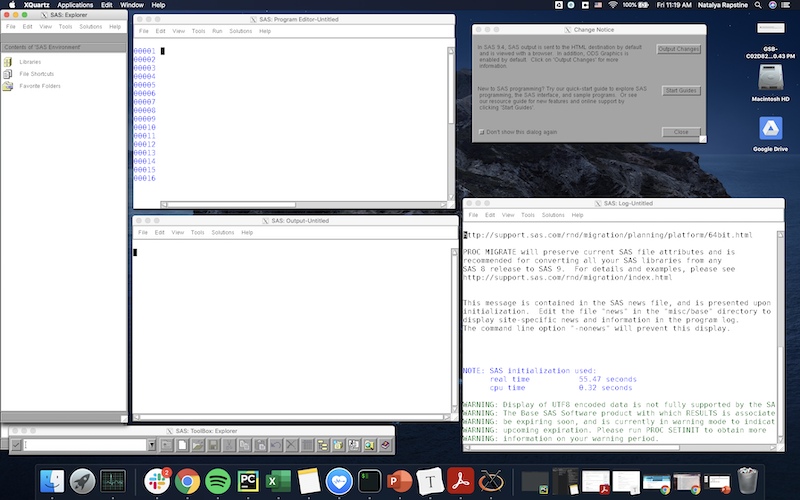 XQuartz Applications Edit Window Help
100% Fri 11:19 AM Natalya Rapstine
SAS: Explorer
File Edit View Tools Solutions Help
Contents of 'SAS Environment'
Libraries
File Shortcuts
Favorite Folders
SAS: Program Editor-Untitled
File Edit View Tools Run Solutions Help
00001
00002
00003
00004
00005
00006
00007
00008
00009
00010
00011
00012
00013
00014
00015
00016
Change Notice
In SAS 9.4, SAS output is sent to the HTML destination by default
and is viewed with a browser. In addition, ODS Graphics is
enabled by default. Click on 'Output Changes' for more
information.
Output Changes
New to SAS programming? Try our quick-start guide to explore SAS
programming, the SAS interface, and sample programs. Or see
our resource guide for new features and online support by
clicking 'Start Guides'.
Start Guides
Don't show this dialog again
Close
GSB-
C02D82...6.43 PM
Macintosh HD
Google Drive
SAS: Output-Untitled
File Edit View Tools Solutions Help
SAS: Log-Untitled
File Edit View Tools Solutions Help
http://support.sas.com/rnd/migration/planning/platform/64bit.html
PROC MIGRATE will preserve current SAS file attributes and is
recommended for converting all your SAS libraries from any
SAS 8 release to SAS 9. For details and examples, please see
http://support.sas.com/rnd/migration/index.html
This message is contained in the SAS news file, and is presented upon
initialization. Edit the file "news" in the "misc/base" directory to
display site-specific news and information in the program log.
The command line option "-nonews" will prevent this display.
NOTE: SAS initialization used:
real time 55.47 seconds
cpu time 0.32 seconds
WARNING: Display of UTF8 encoded data is not fully supported by the SA
WARNING: The Base SAS Software product with which RESULTS is associate
WARNING: be expiring soon, and is currently in warning mode to indicat
WARNING: upcoming expiration. Please run PROC SETINIT to obtain more
WARNING: information on your warning period.
SAS: ToolBox: Explorer
2
PC
X
P
T